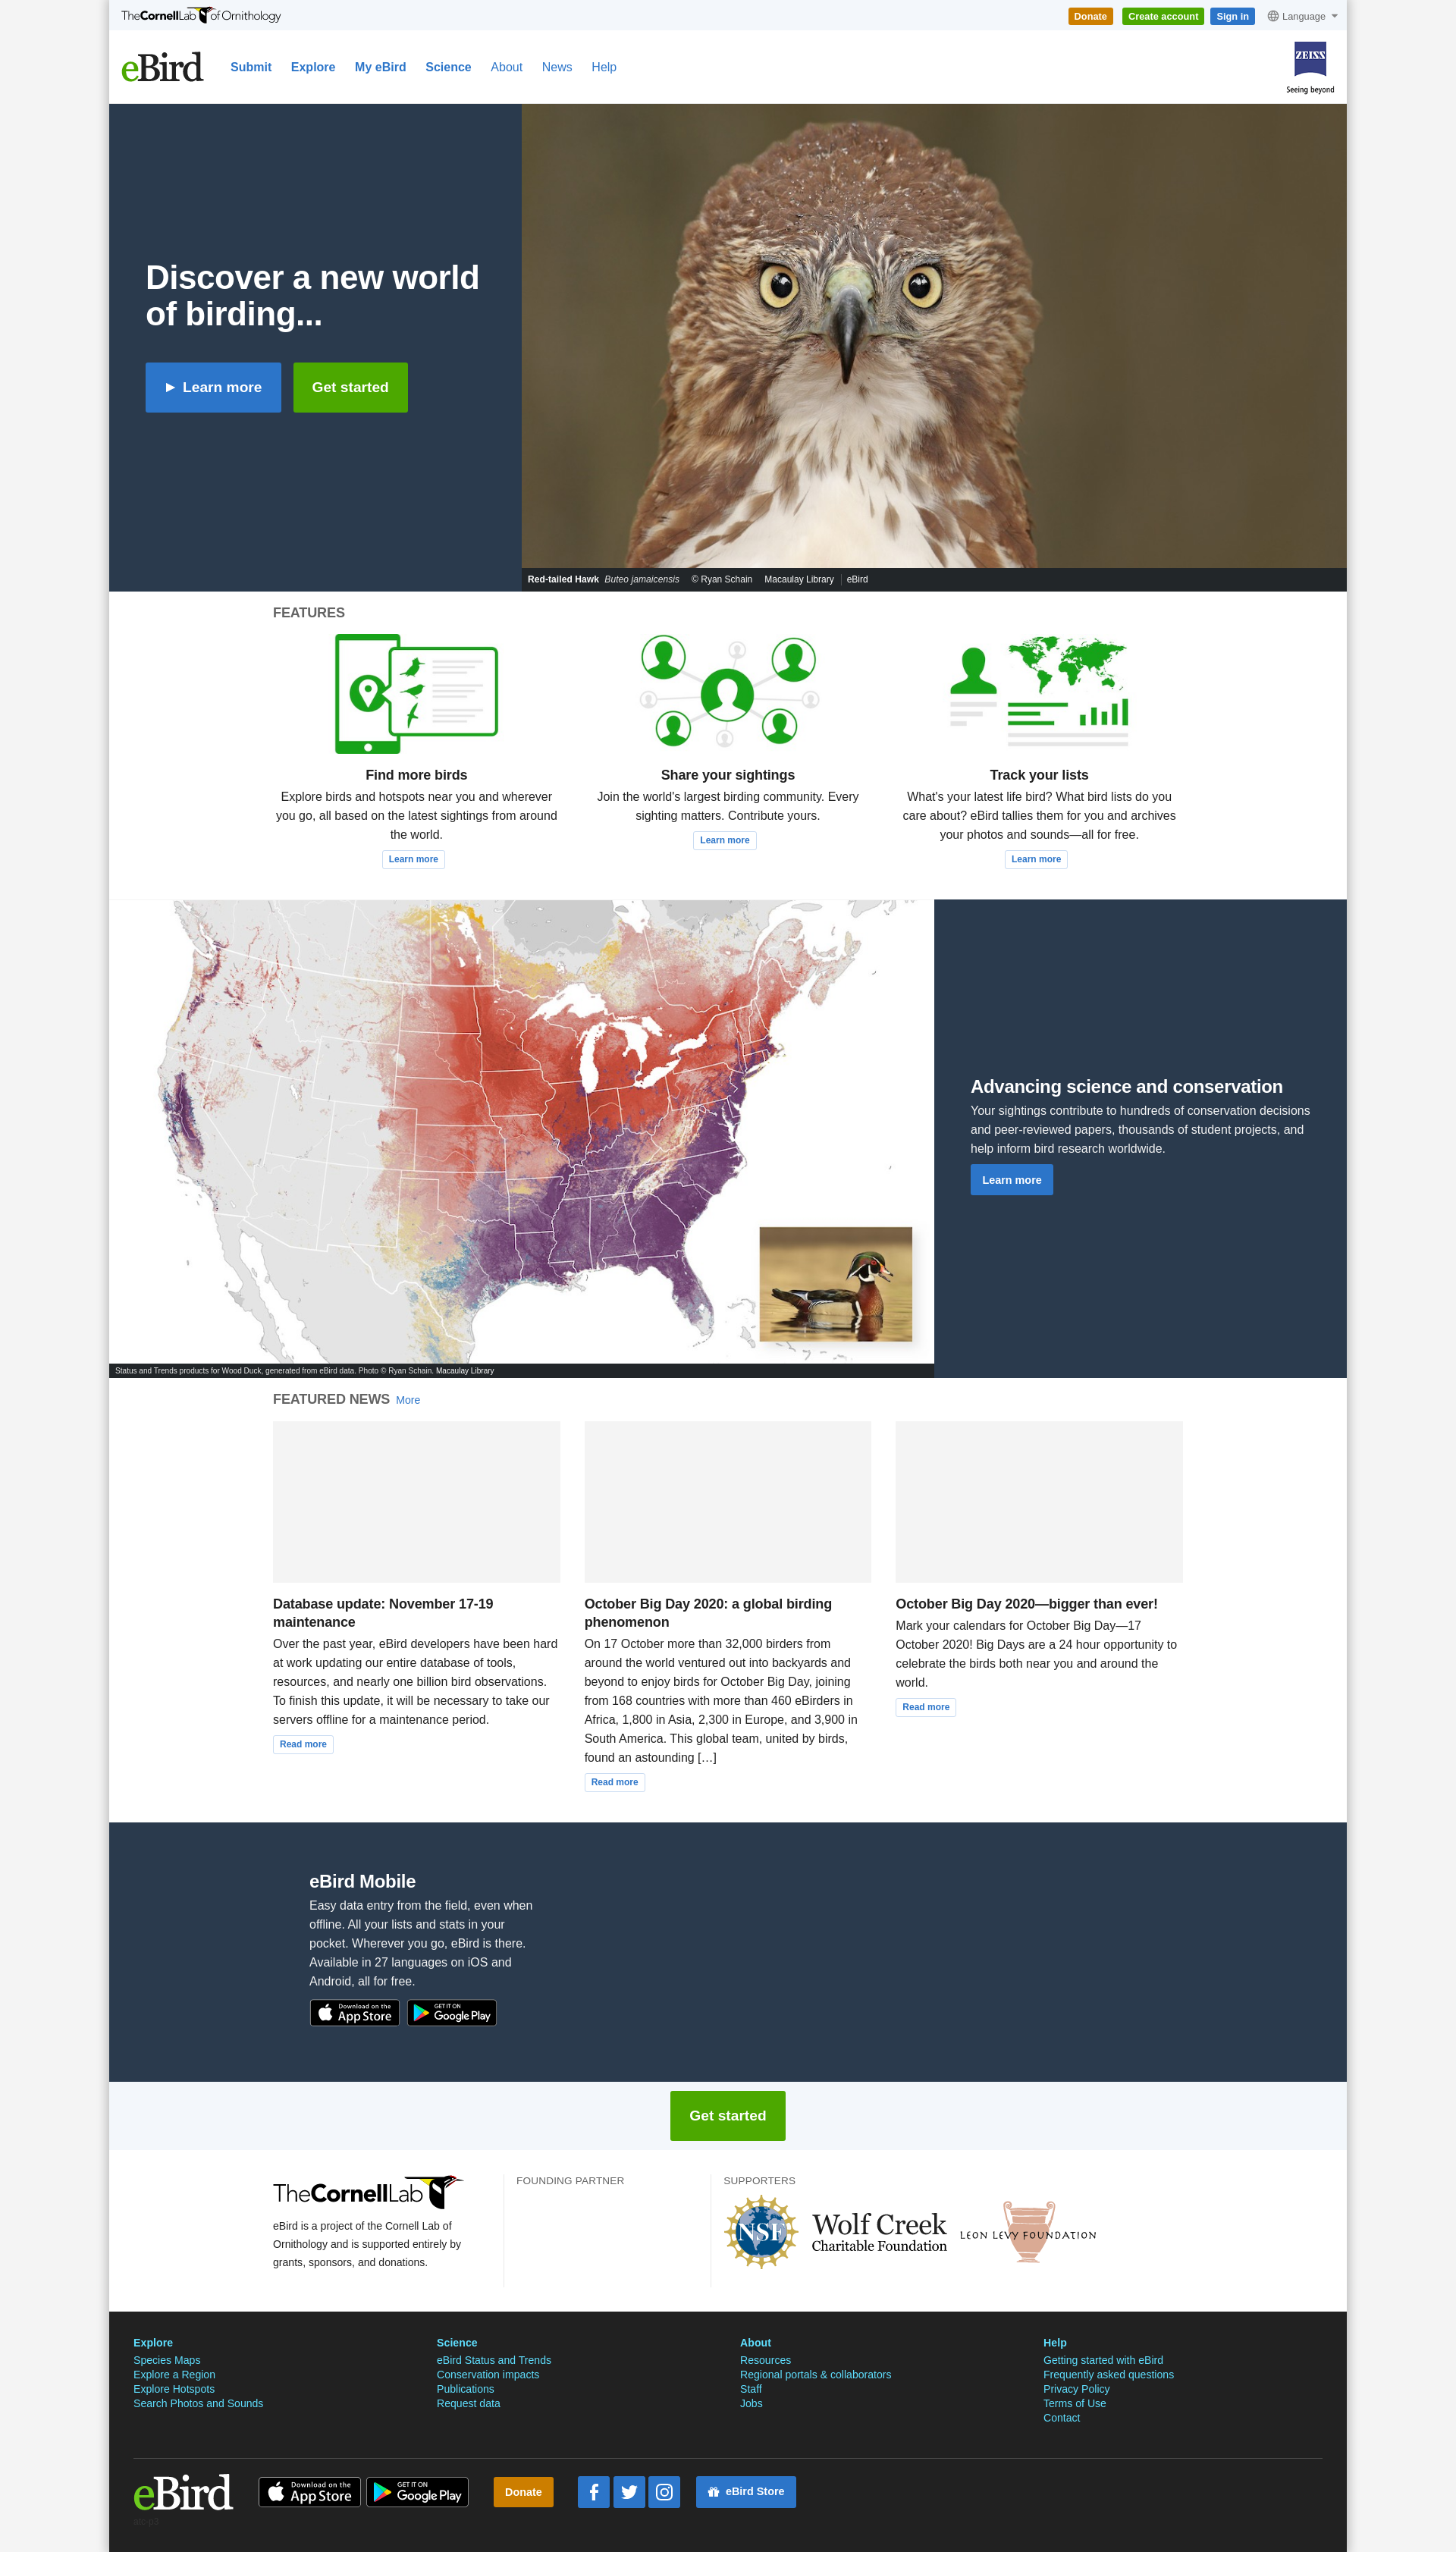 TheCornellLab of Ornithology
Donate
Create account
Sign in
Language
eBird
Submit
Explore
My eBird
Science
About
News
Help
ZEISS
Seeing beyond
Discover a new world
of birding...
Learn more
Get started
Red-tailed Hawk Buteo jamaicensis © Ryan Schain Macaulay Library eBird
FEATURES
Find more birds
Explore birds and hotspots near you and wherever
you go, all based on the latest sightings from around
the world.
Learn more
Share your sightings
Join the world's largest birding community. Every
sighting matters. Contribute yours.
Learn more
Track your lists
What's your latest life bird? What bird lists do you
care about? eBird tallies them for you and archives
your photos and sounds—all for free.
Learn more
Advancing science and conservation
Your sightings contribute to hundreds of conservation decisions
and peer-reviewed papers, thousands of student projects, and
help inform bird research worldwide.
Learn more
Status and Trends products for Wood Duck, generated from eBird data. Photo © Ryan Schain. Macaulay Library
FEATURED NEWS More
Database update: November 17-19
maintenance
Over the past year, eBird developers have been hard
at work updating our entire database of tools,
resources, and nearly one billion bird observations.
To finish this update, it will be necessary to take our
servers offline for a maintenance period.
Read more
October Big Day 2020: a global birding
phenomenon
On 17 October more than 32,000 birders from
around the world ventured out into backyards and
beyond to enjoy birds for October Big Day, joining
from 168 countries with more than 460 eBirders in
Africa, 1,800 in Asia, 2,300 in Europe, and 3,900 in
South America. This global team, united by birds,
found an astounding […]
Read more
October Big Day 2020—bigger than ever!
Mark your calendars for October Big Day—17
October 2020! Big Days are a 24 hour opportunity to
celebrate the birds both near you and around the
world.
Read more
eBird Mobile
Easy data entry from the field, even when
offline. All your lists and stats in your
pocket. Wherever you go, eBird is there.
Available in 27 languages on iOS and
Android, all for free.
Download on the
App Store
GET IT ON
Google Play
Get started
TheCornellLab
eBird is a project of the Cornell Lab of
Ornithology and is supported entirely by
grants, sponsors, and donations.
FOUNDING PARTNER
SUPPORTERS
NSF
Wolf Creek
Charitable Foundation
LEON LEVY FOUNDATION
Explore
Species Maps
Explore a Region
Explore Hotspots
Search Photos and Sounds
Science
eBird Status and Trends
Conservation impacts
Publications
Request data
About
Resources
Regional portals & collaborators
Staff
Jobs
Help
Getting started with eBird
Frequently asked questions
Privacy Policy
Terms of Use
Contact
eBird
Download on the
App Store
GET IT ON
Google Play
Donate
eBird Store